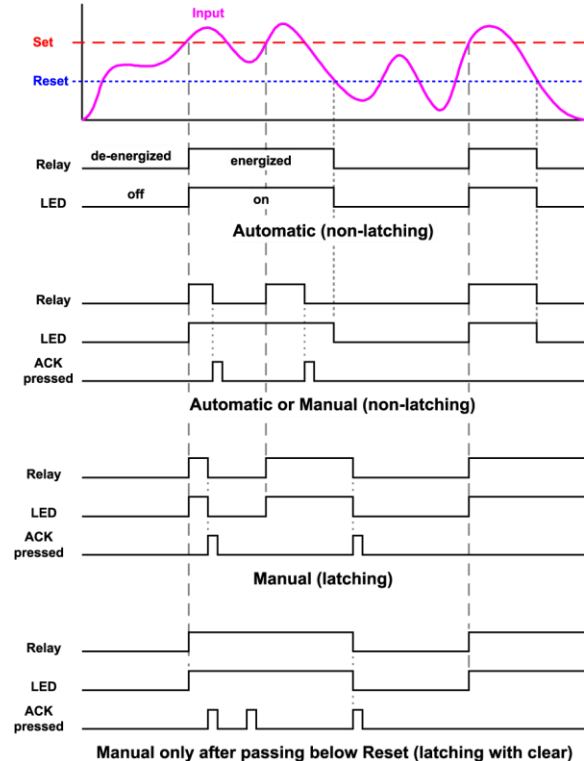 Input
Set
Reset
de-energized energized
Relay
off on
LED
Automatic (non-latching)
Relay
LED
ACK
pressed
Automatic or Manual (non-latching)
Relay
LED
ACK
pressed
Manual (latching)
Relay
LED
ACK
pressed
Manual only after passing below Reset (latching with clear)